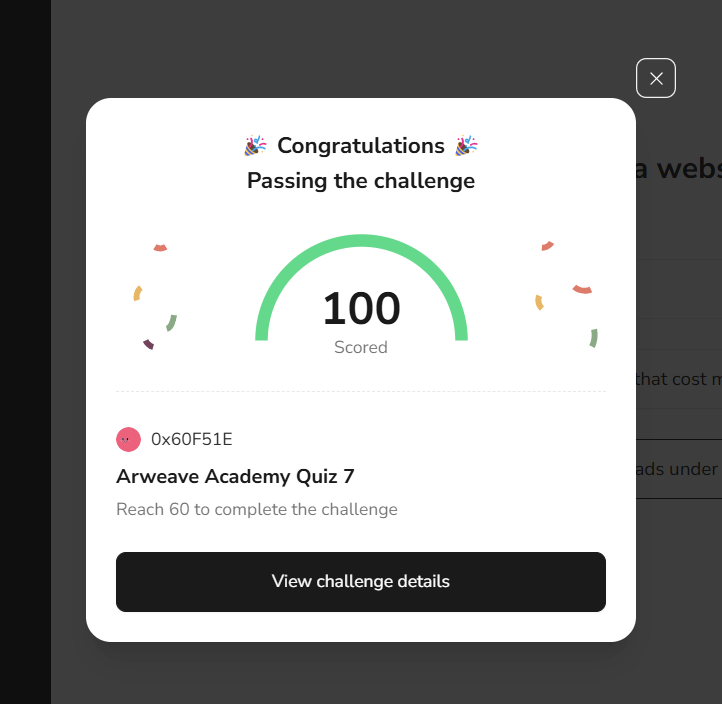 🎉 Congratulations 🎉
Passing the challenge
a webs
100
Scored
that cost m
0x60F51E
ads under
Arweave Academy Quiz 7
Reach 60 to complete the challenge
View challenge details